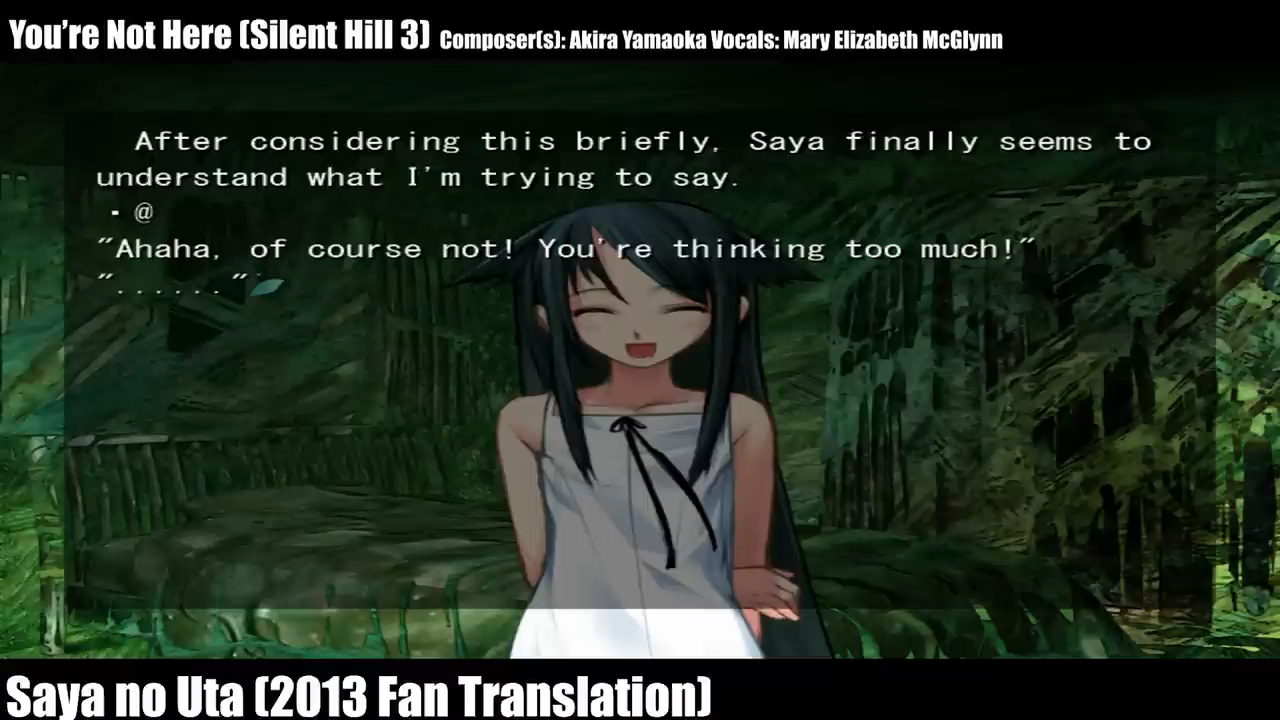 You're Not Here (Silent Hill 3) Composer(s): Akira Yamaoka Vocals: Mary Elizabeth McGlynn
After considering this briefly, Saya finally seems to
understand what I'm trying to say.
・@
"Ahaha, of course not! You're thinking too much!"
"......"
Saya no Uta (2013 Fan Translation)